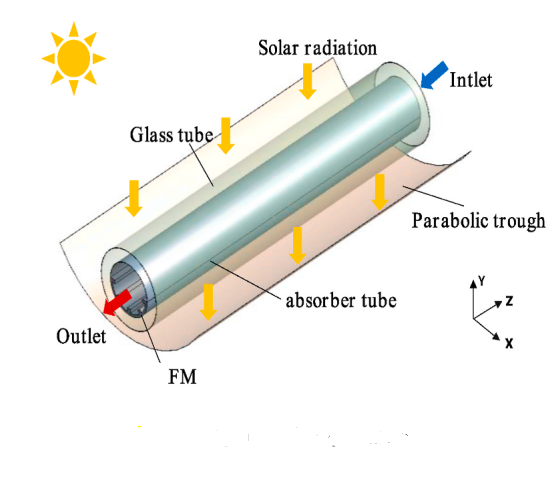 Solar radiation
Intlet
Glass tube
Parabolic trough
absorber tube
Outlet
FM
Y
Z
X